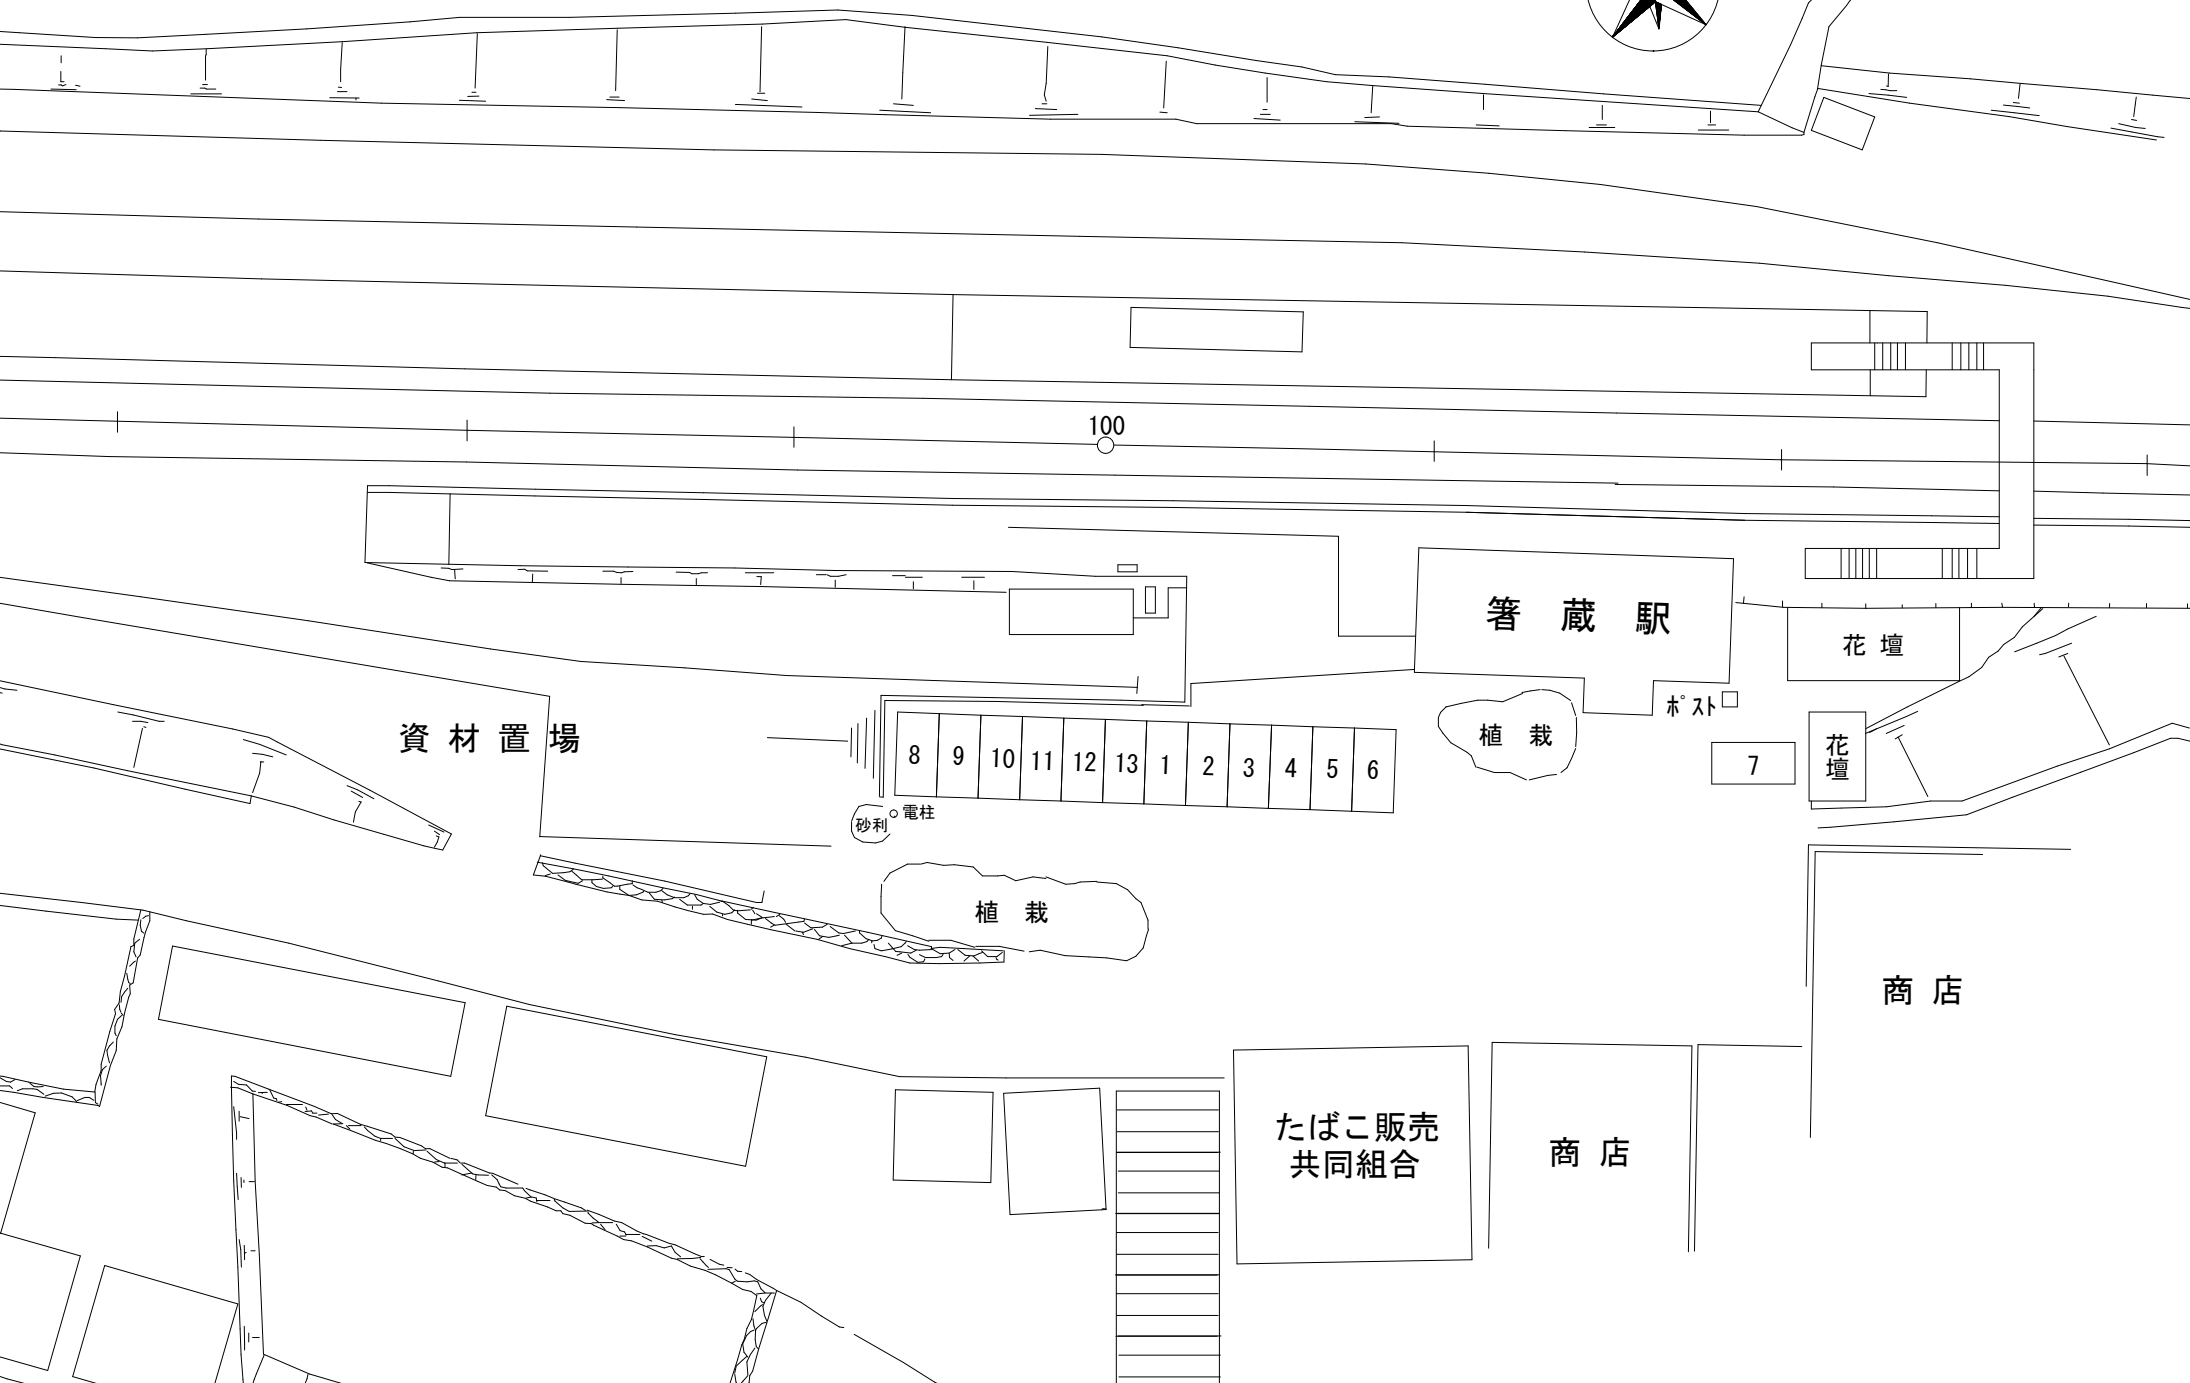 100
箸 蔵 駅
花 壇
ﾎﾟｽﾄ
植 栽
資 材 置 場
花壇
8 9 10 11 12 13 1 2 3 4 5 6
7
電柱
砂利
植 栽
商 店
たばこ販売
共同組合
商 店